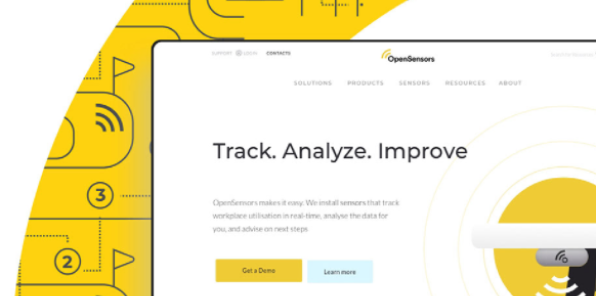 SUPPORT LOG IN CONTACTS
OpenSensors
SOLUTIONS PRODUCTS SENSORS RESOURCES ABOUT
Track. Analyze. Improve
OpenSensors makes it easy. We install sensors that track
workplace utilisation in real-time, analyse the data for
you, and advise on next steps.
Get a Demo Learn more
3
2